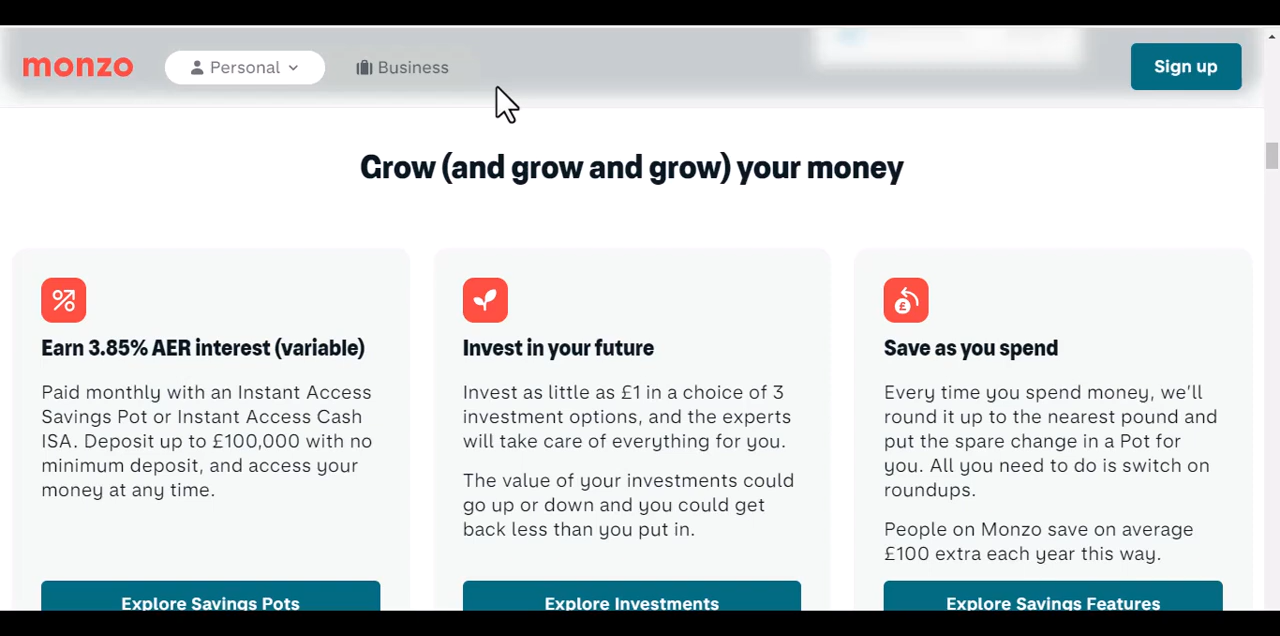 monzo
Personal
Business
Sign up
Grow (and grow and grow) your money
Earn 3.85% AER interest (variable)
Paid monthly with an Instant Access
Savings Pot or Instant Access Cash
ISA. Deposit up to £100,000 with no
minimum deposit, and access your
money at any time.
Explore Savings Pots
Invest in your future
Invest as little as £1 in a choice of 3
investment options, and the experts
will take care of everything for you.
The value of your investments could
go up or down and you could get
back less than you put in.
Explore Investments
Save as you spend
Every time you spend money, we’ll
round it up to the nearest pound and
put the spare change in a Pot for
you. All you need to do is switch on
roundups.
People on Monzo save on average
£100 extra each year this way.
Explore Savings Features